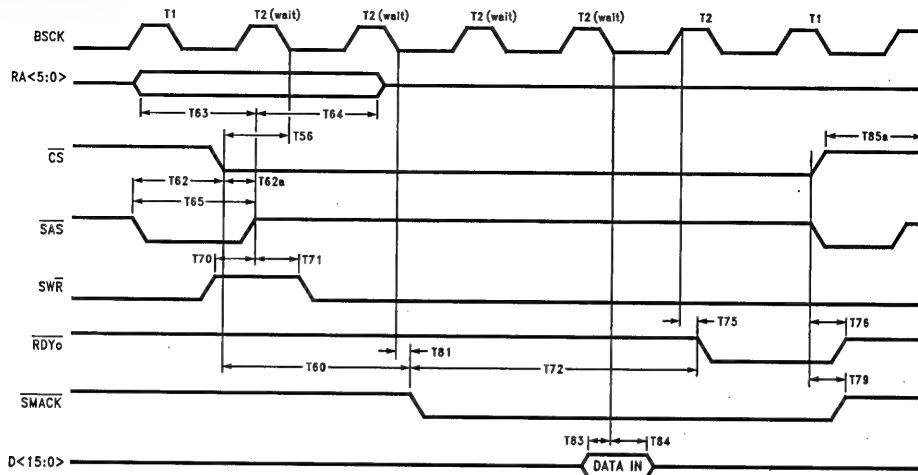 T1 T2 (wait) T2 (wait) T2 (wait) T2 (wait) T2 T1
BSCK
RA<5:0>
T63 T64
T56 T85a
CS
T62 T62a
T65
SAS
T70 T71
SWR
T75 T76
RDYo
T60 T81 T72
T79
SMACK
T83 T84
D<15:0> DATA IN